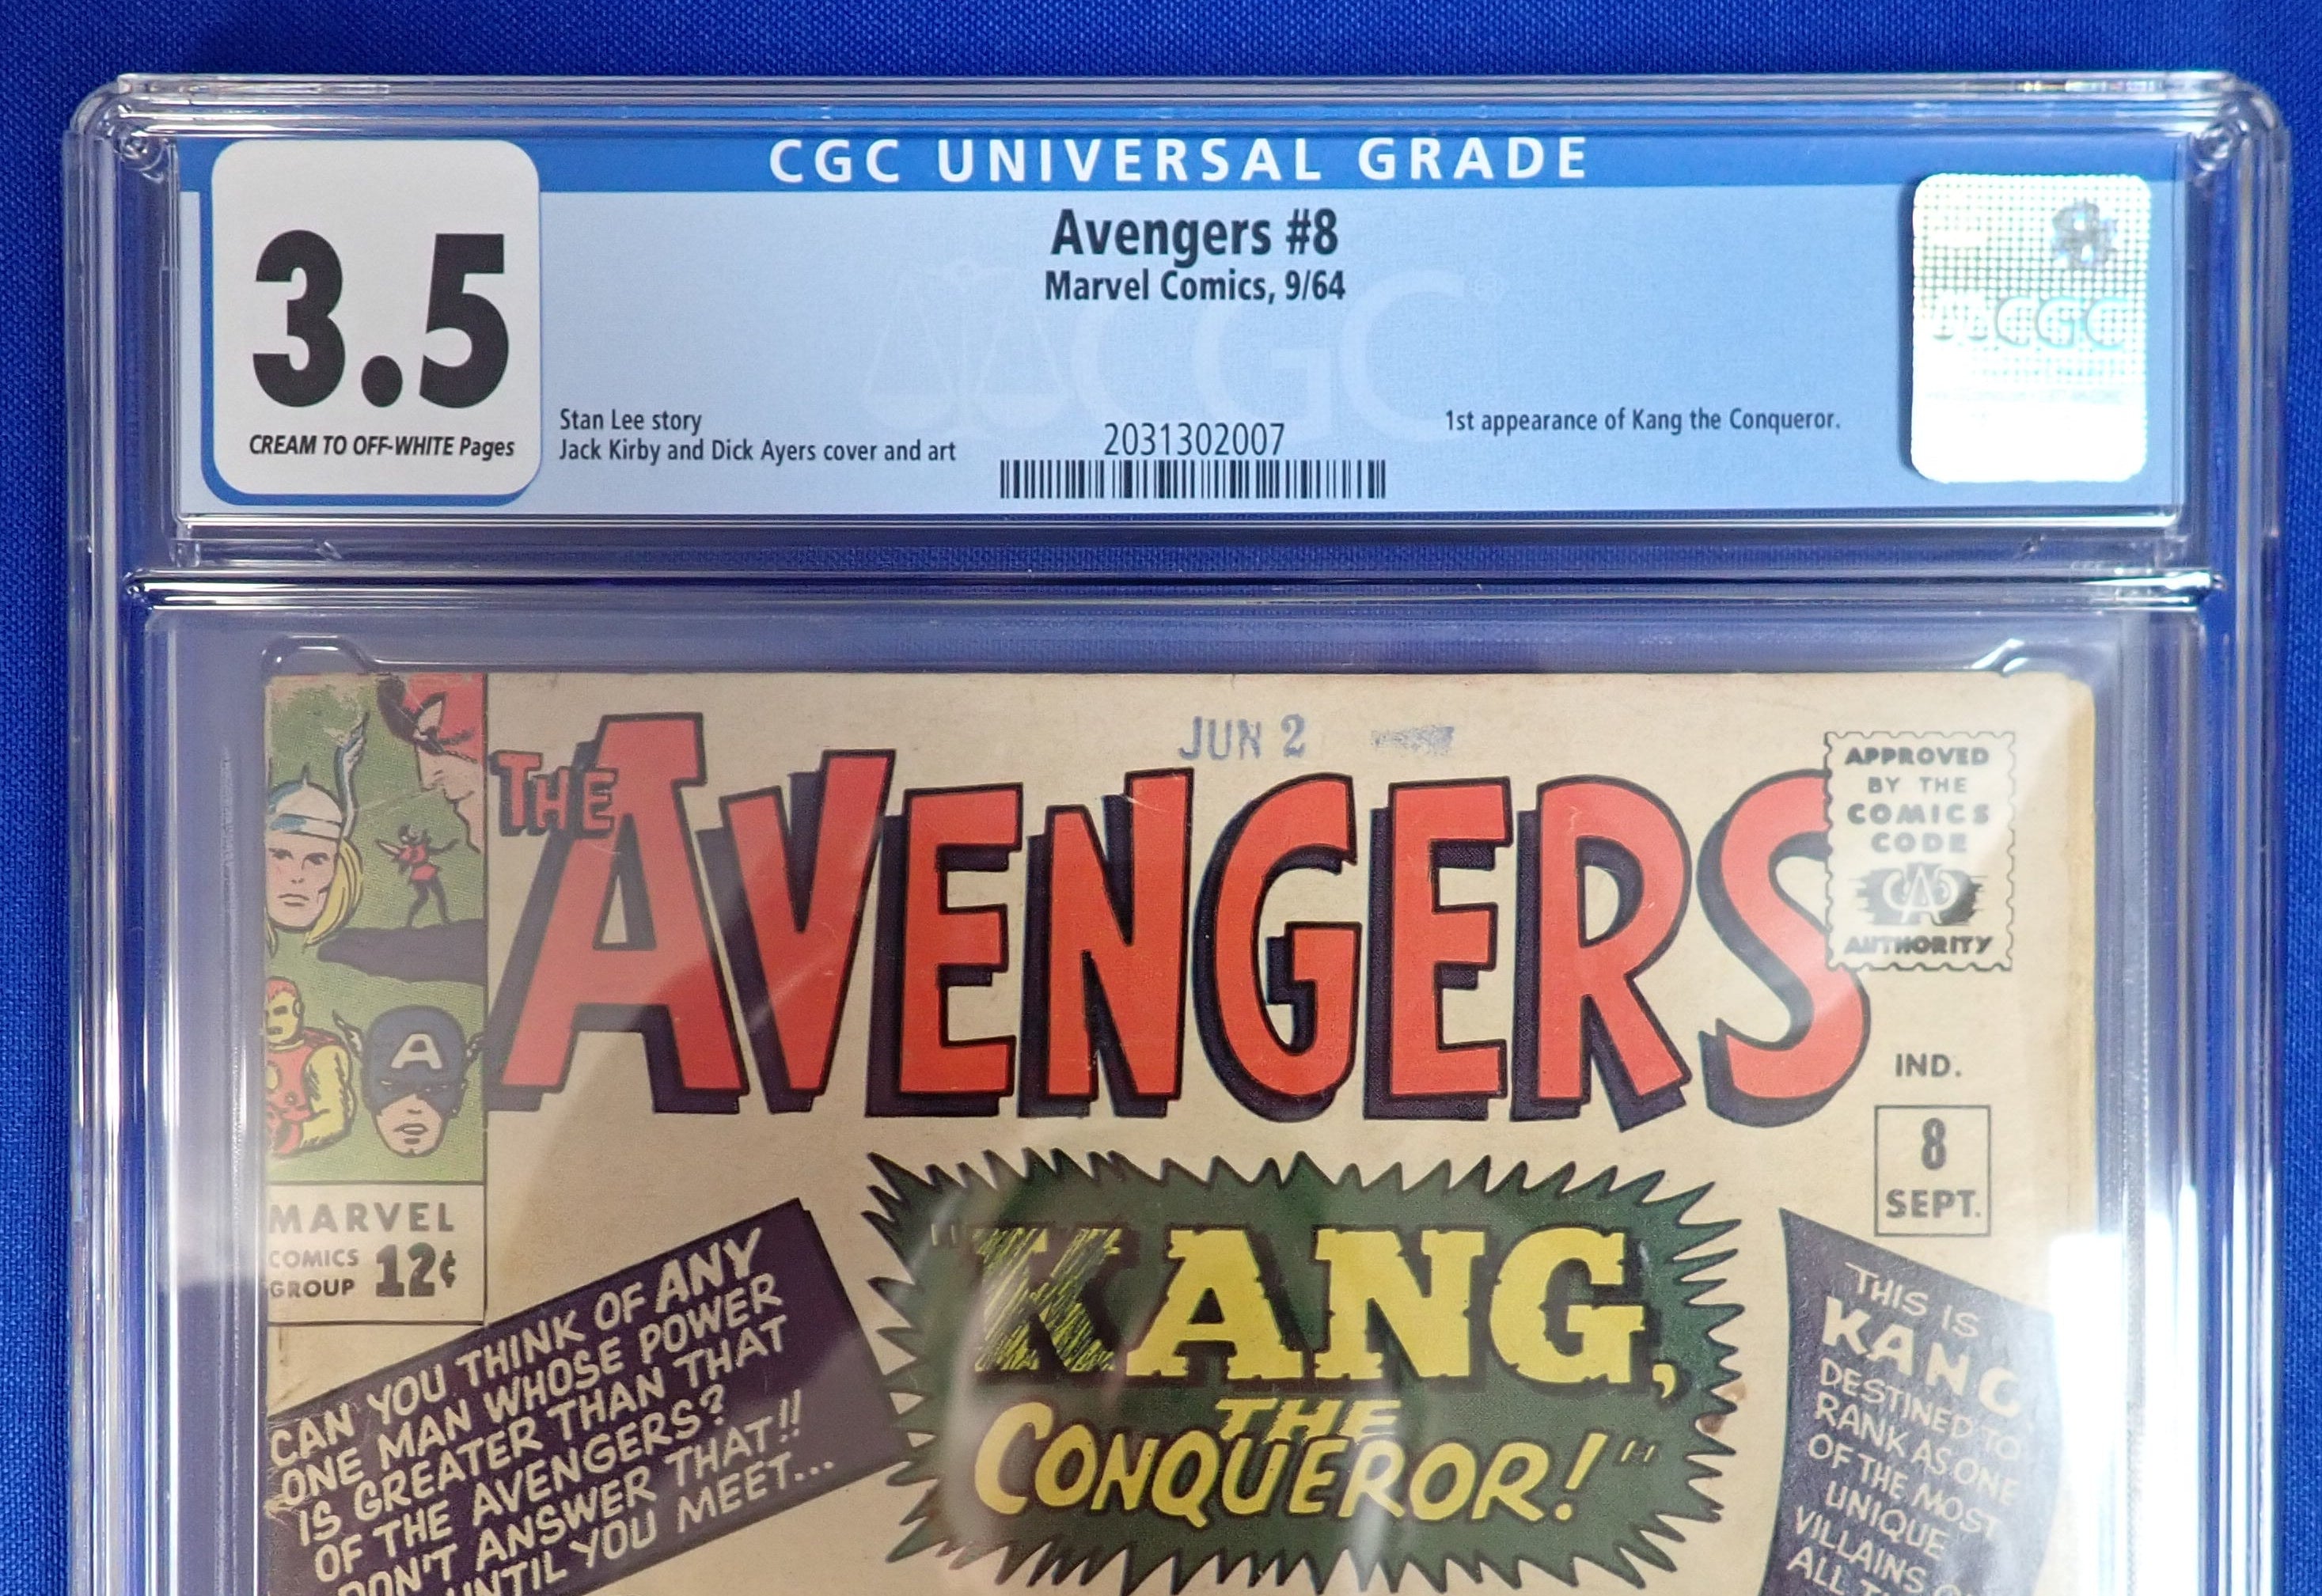 CGC UNIVERSAL GRADE
3.5
CREAM TO OFF-WHITE Pages
Avengers #8
Marvel Comics, 9/64
Stan Lee story
Jack Kirby and Dick Ayers cover and art
2031302007
1st appearance of Kang the Conqueror.
CGC
CGC
JUN 2
THE
AVENGERS
APPROVED
BY THE
COMICS
CODE
CA
AUTHORITY
IND.
8
SEPT.
A
MARVEL
COMICS
GROUP 12¢
CAN YOU THINK OF ANY
ONE MAN WHOSE POWER
IS GREATER THAN THAT
OF THE AVENGERS?
DON'T ANSWER THAT!!
UNTIL YOU MEET...
"KANG,
THE
CONQUEROR!"
THIS IS
KANG
DESTINED TO
RANK AS ONE
OF THE MOST
UNIQUE
VILLAINS
ALL